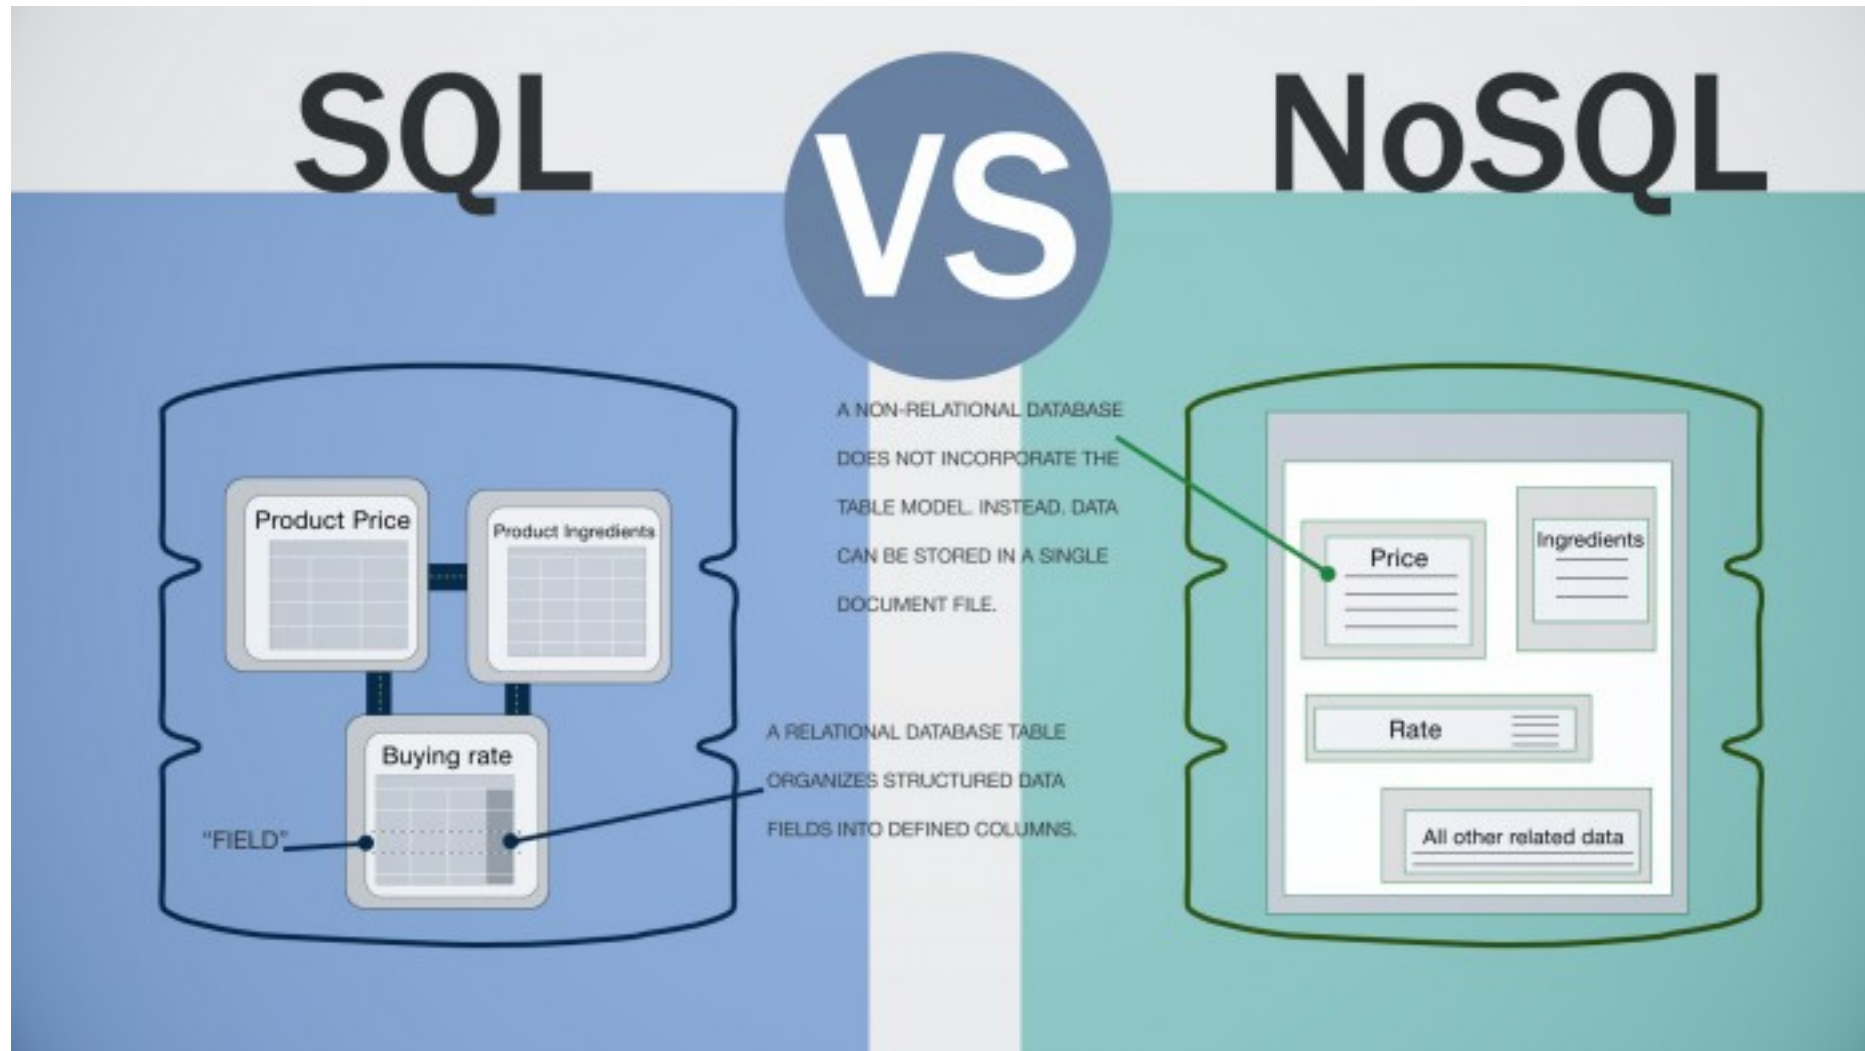 SQL
VS
NoSQL
A NON-RELATIONAL DATABASE
DOES NOT INCORPORATE THE
TABLE MODEL. INSTEAD. DATA
CAN BE STORED IN A SINGLE
DOCUMENT FILE.
Product Price
Product Ingredients
Buying rate
"FIELD"
A RELATIONAL DATABASE TABLE
ORGANIZES STRUCTURED DATA
FIELDS INTO DEFINED COLUMNS.
Price
Ingredients
Rate
All other related data